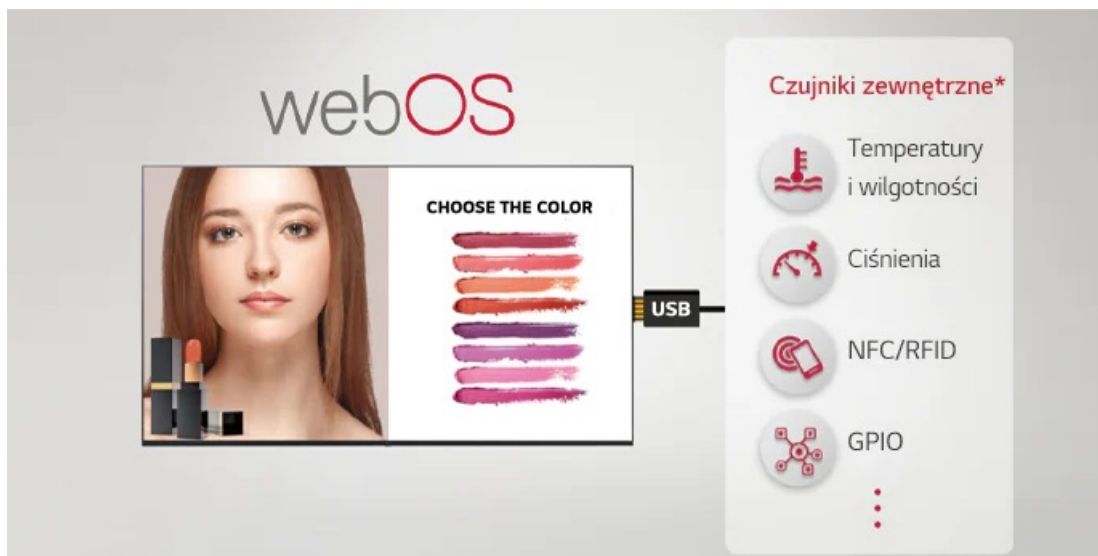 webOS
CHOOSE THE COLOR
USB
Czujniki zewnętrzne*
Temperatury
i wilgotności
Ciśnienia
NFC/RFID
GPIO